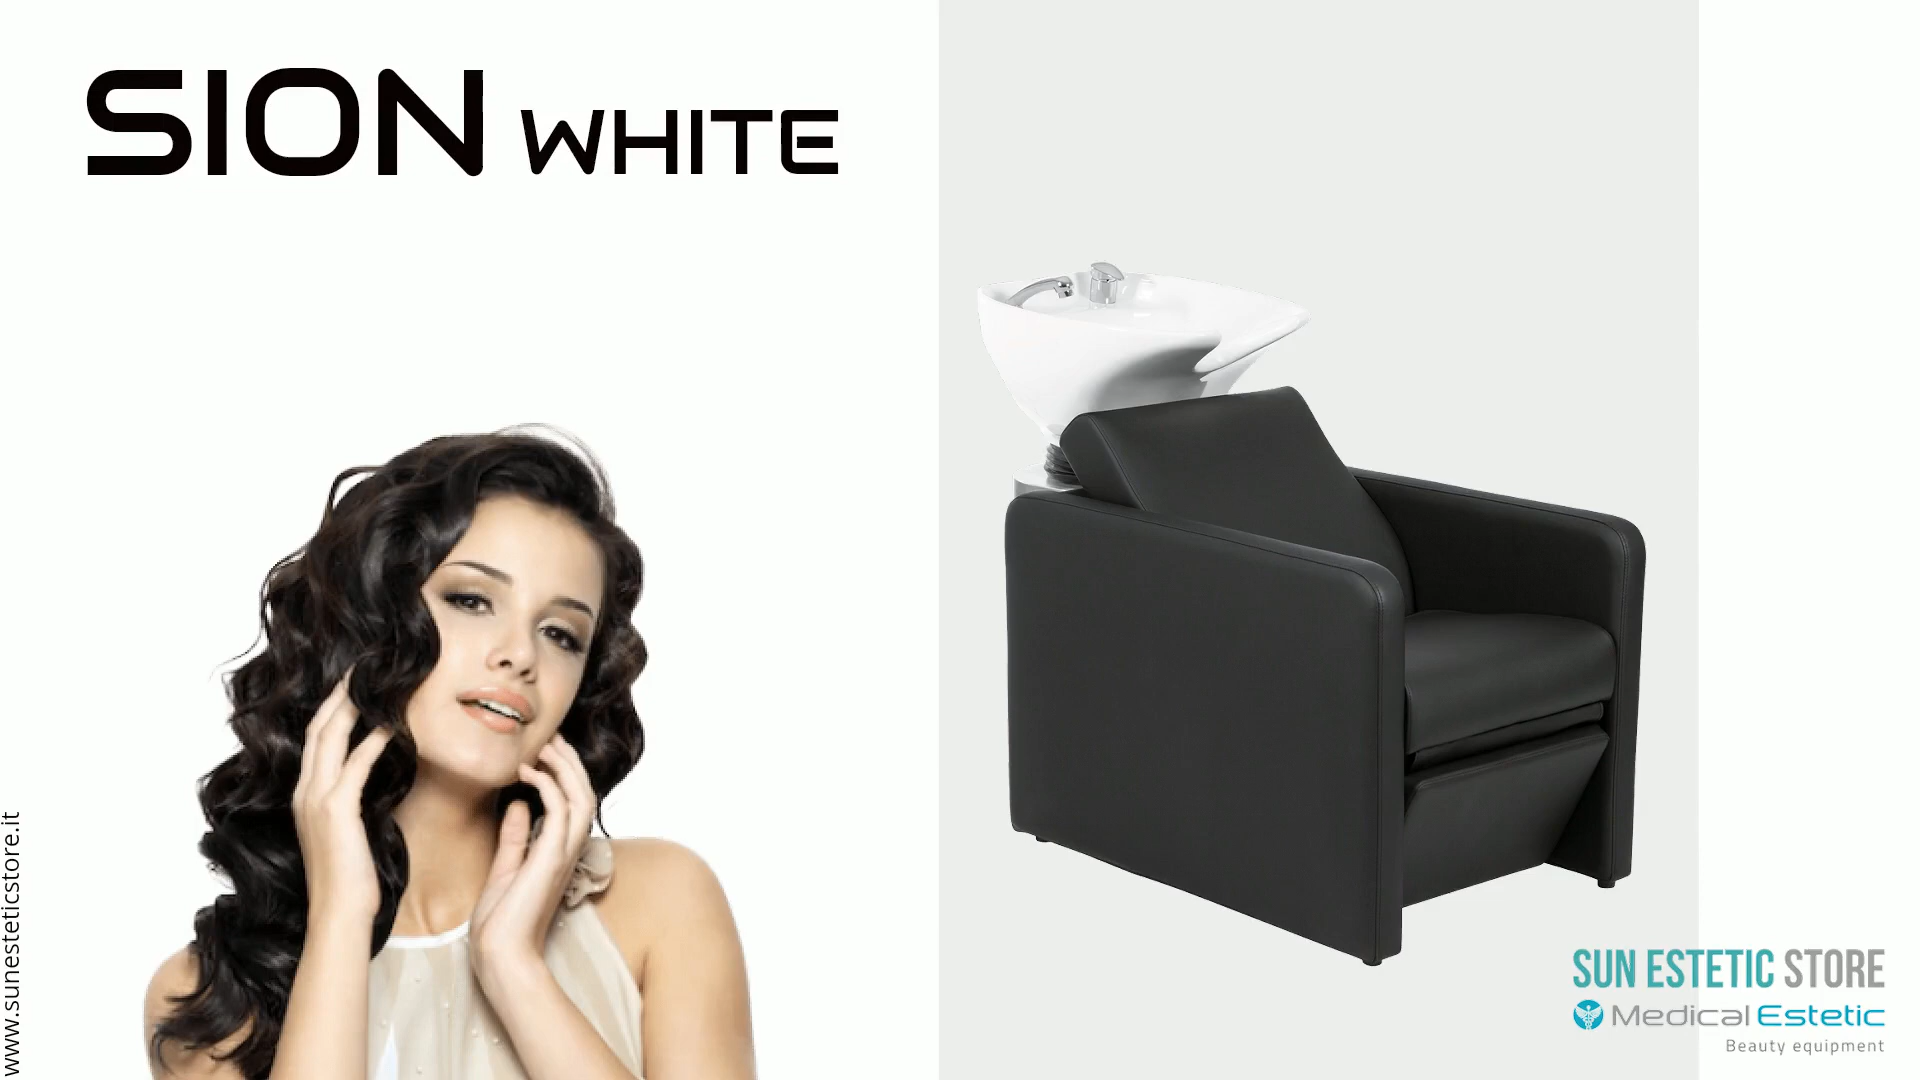 SION WHITE
www.sunesteticstore.it
SUN ESTETIC STORE
Medical Estetic
Beauty equipment